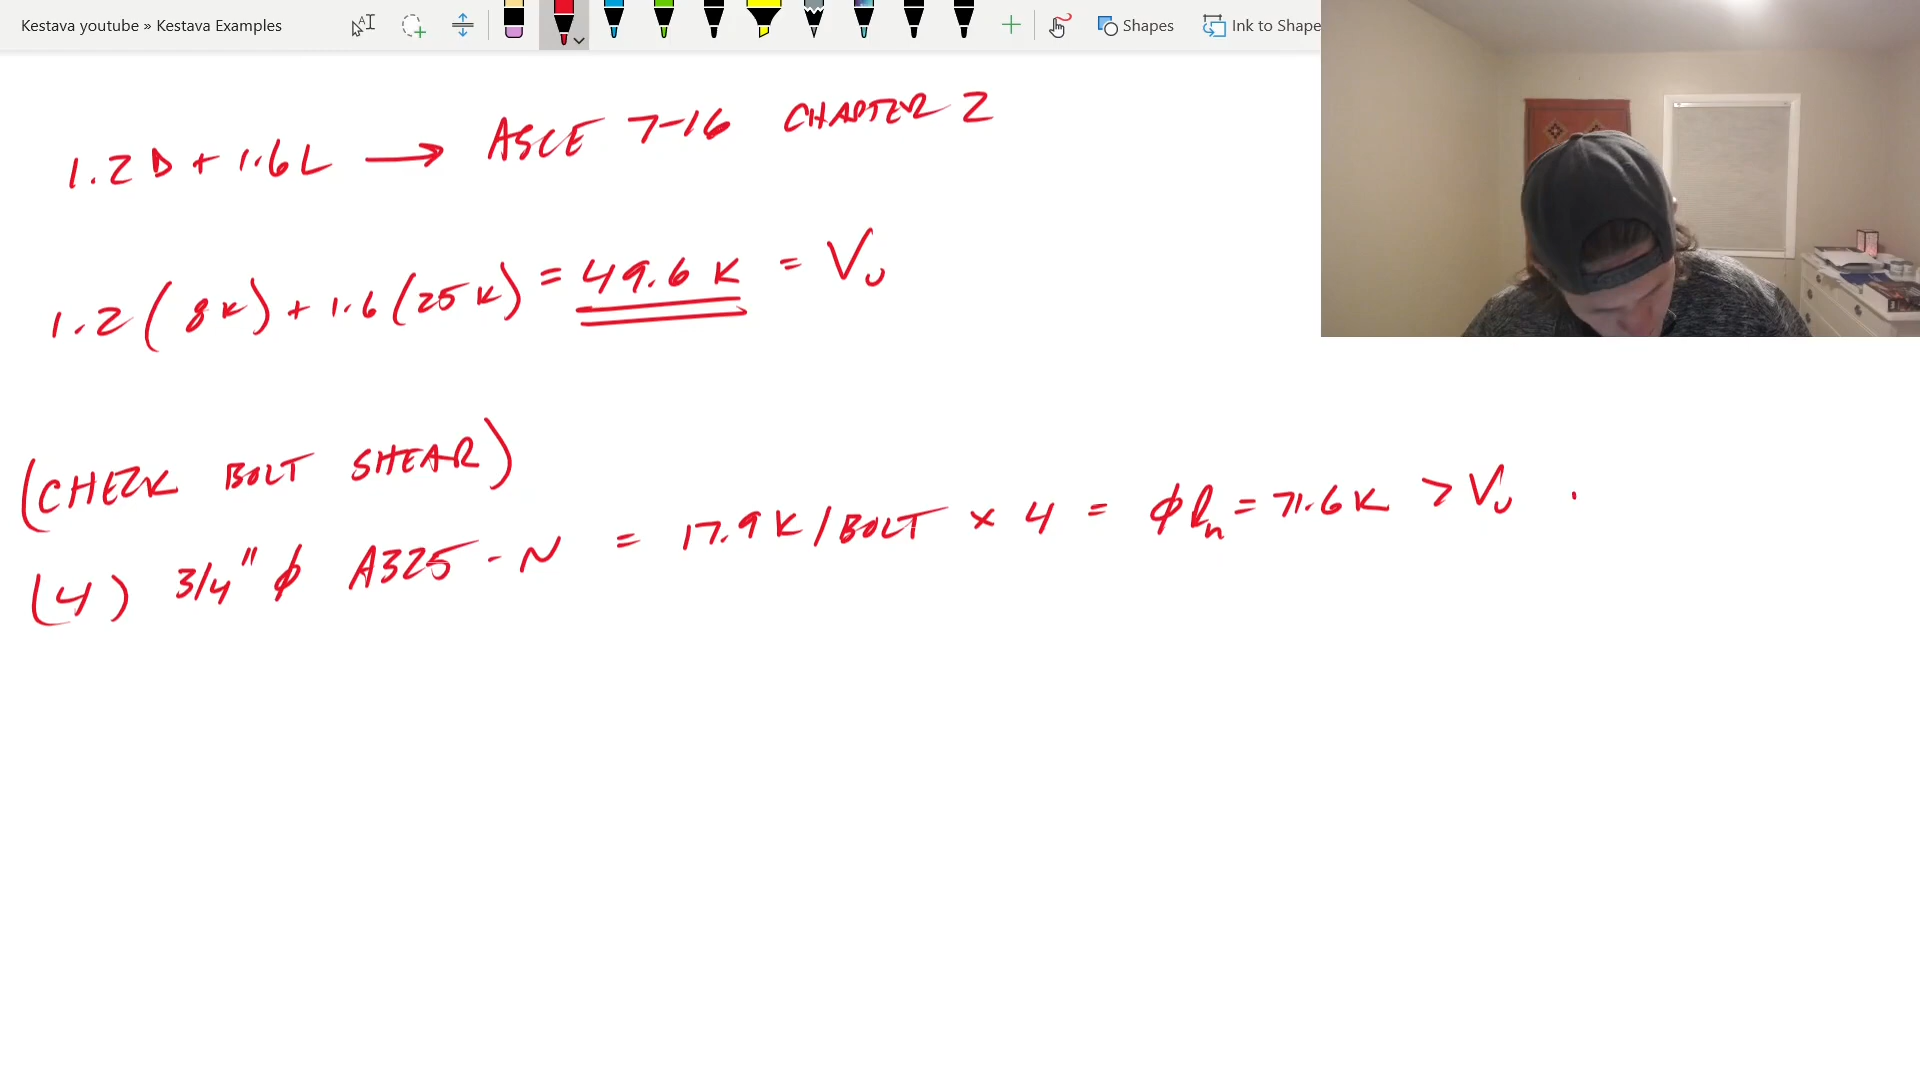 Kestava youtube » Kestava Examples Shapes Ink to Shape
1.2D + 1.6L → ASCE 7-16 CHAPTER 2
1.2 ( 8K) + 1.6 (25K) = 49.6 K = Vu
(CHECK BOLT SHEAR)
(4) 3/4" ϕ A325-N = 17.9 K/BOLT × 4 = ϕRn = 71.6 K > Vu